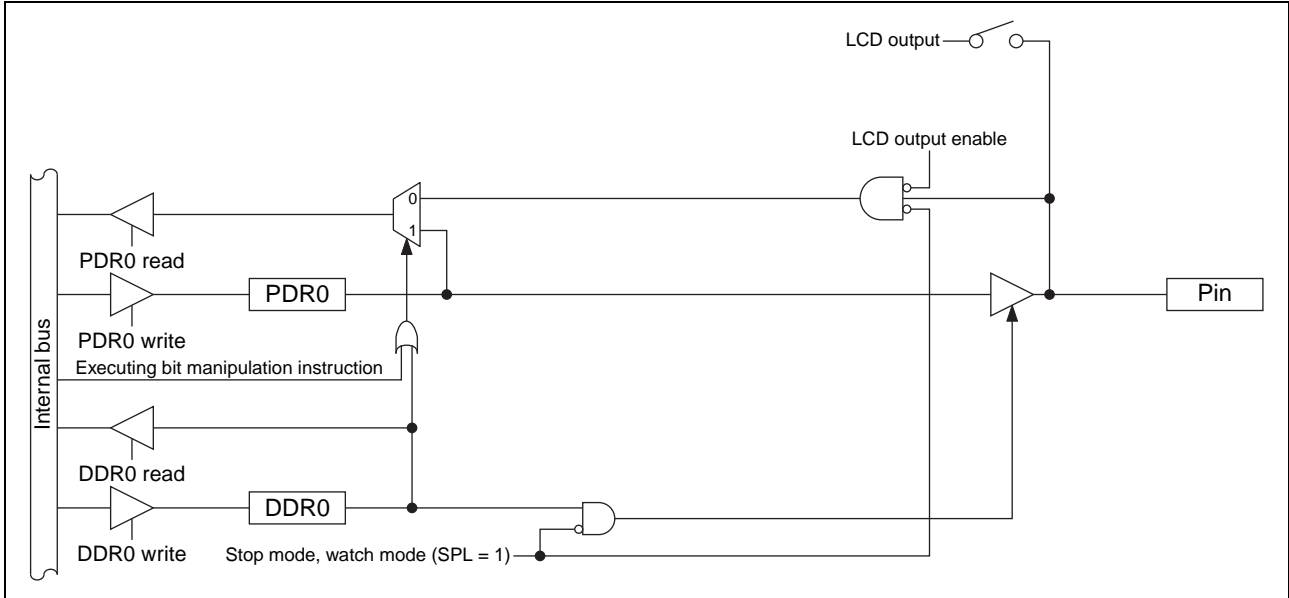 LCD output
LCD output enable
0
1
PDR0 read
PDR0
Pin
PDR0 write
Executing bit manipulation instruction
Internal bus
DDR0 read
DDR0
DDR0 write
Stop mode, watch mode (SPL = 1)